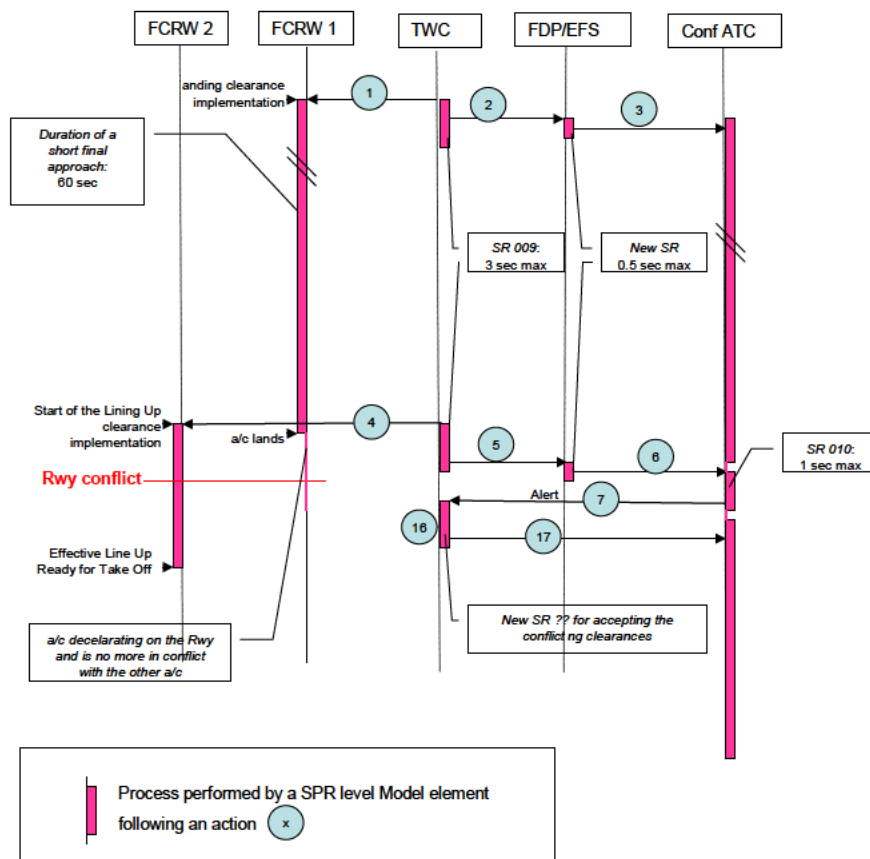 FCRW 2
FCRW 1
TWC
FDP/EFS
Conf ATC
anding clearance
implementation
1
2
3
Duration of a
short final
approach:
60 sec
SR 009:
3 sec max
New SR
0.5 sec max
Start of the Lining Up
clearance
implementation
4
a/c lands
5
6
SR 010:
1 sec max
Rwy conflict
Alert
7
16
17
Effective Line Up
Ready for Take Off
a/c decelarating on the Rwy
and is no more in conflict
with the other a/c
New SR ?? for accepting the
conflicting clearances
Process performed by a SPR level Model element
following an action
x